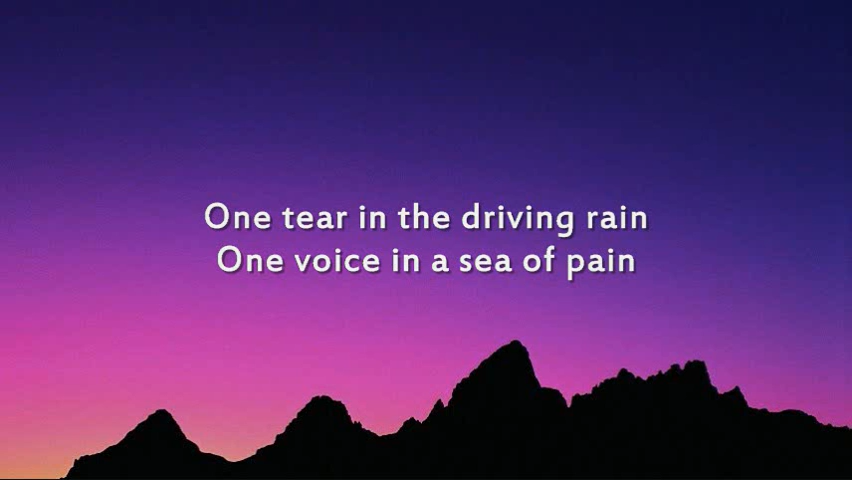 One tear in the driving rain
One voice in a sea of pain